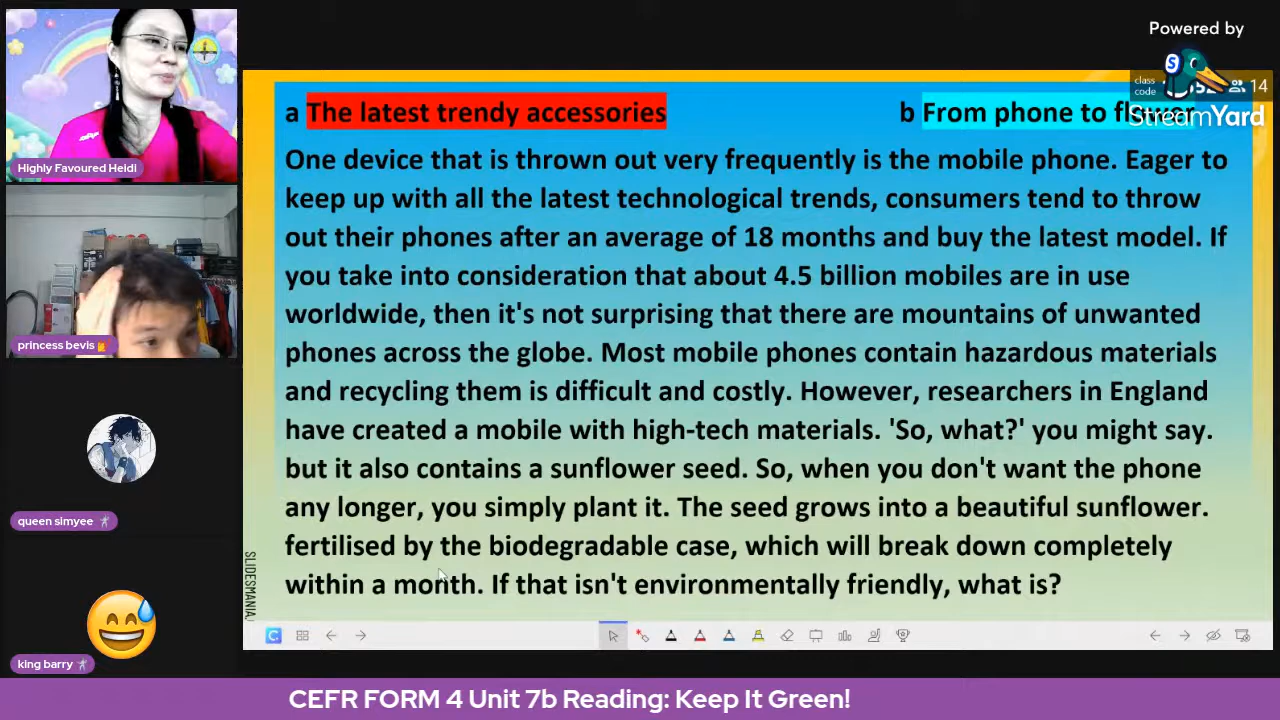 Powered by
StreamYard
class
code
14
Highly Favoured Heidi
princess bevis
queen simyee
king barry
a The latest trendy accessories
b From phone to flower
One device that is thrown out very frequently is the mobile phone. Eager to
keep up with all the latest technological trends, consumers tend to throw
out their phones after an average of 18 months and buy the latest model. If
you take into consideration that about 4.5 billion mobiles are in use
worldwide, then it's not surprising that there are mountains of unwanted
phones across the globe. Most mobile phones contain hazardous materials
and recycling them is difficult and costly. However, researchers in England
have created a mobile with high-tech materials. 'So, what?' you might say.
but it also contains a sunflower seed. So, when you don't want the phone
any longer, you simply plant it. The seed grows into a beautiful sunflower.
fertilised by the biodegradable case, which will break down completely
within a month. If that isn't environmentally friendly, what is?
SLIDESMANIA.
CEFR FORM 4 Unit 7b Reading: Keep It Green!